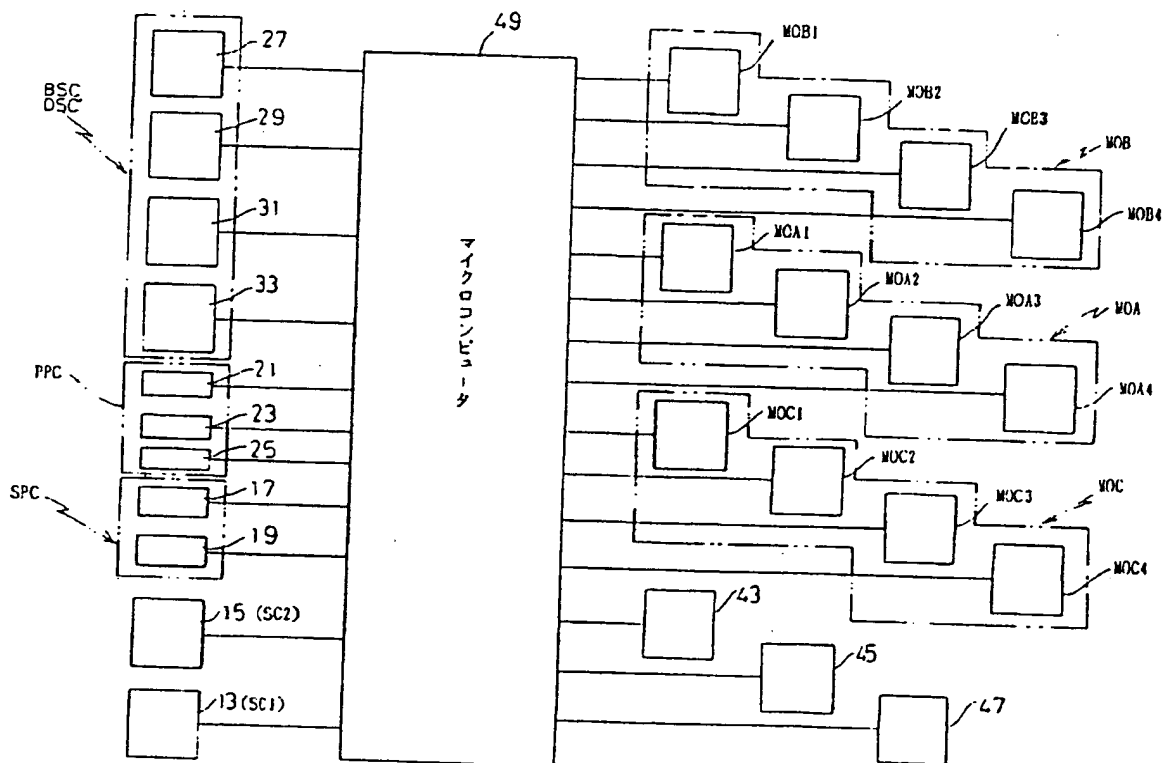 49
マイクロコンピュータ
27
29
31
33
BSC
DSC
21
23
25
PPC
17
19
SPC
15 (SC2)
13 (SC1)
MOB1
MOB2
MOB3
MOB
MOB4
MOA1
MOA2
MOA3
MOA
MOA4
MOC1
MOC2
MOC3
MOC
MOC4
43
45
47